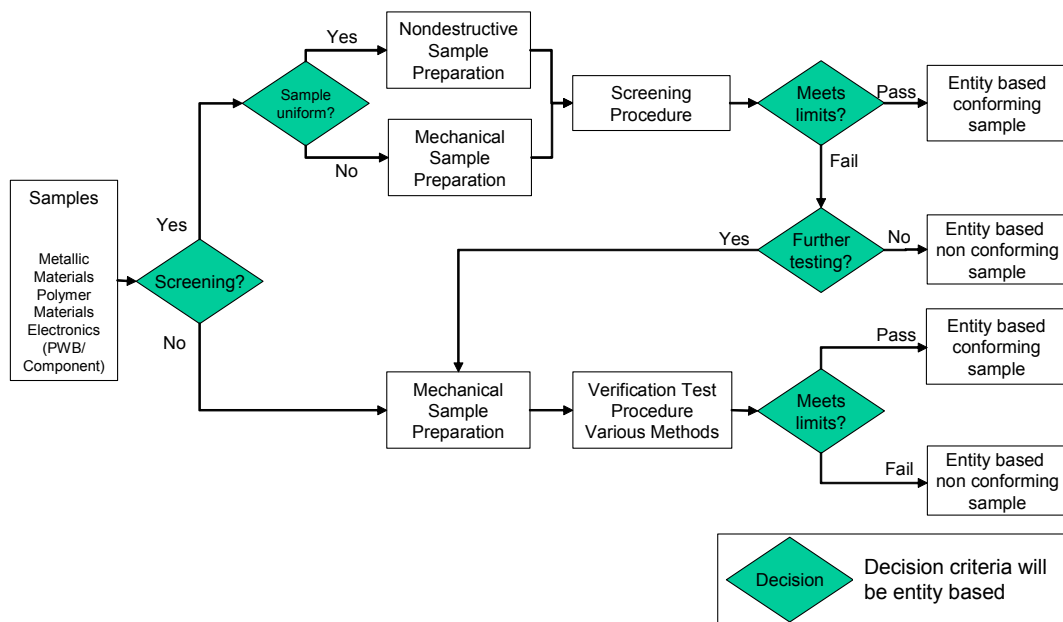 Samples
Metallic
Materials
Polymer
Materials
Electronics
(PWB/
Component)
Screening?
Yes
No
Sample
uniform?
Yes
No
Nondestructive
Sample
Preparation
Mechanical
Sample
Preparation
Screening
Procedure
Meets
limits?
Pass
Fail
Entity based
conforming
sample
Further
testing?
Yes
No
Entity based
non conforming
sample
Mechanical
Sample
Preparation
Verification Test
Procedure
Various Methods
Meets
limits?
Pass
Fail
Entity based
conforming
sample
Entity based
non conforming
sample
Decision
Decision criteria will
be entity based